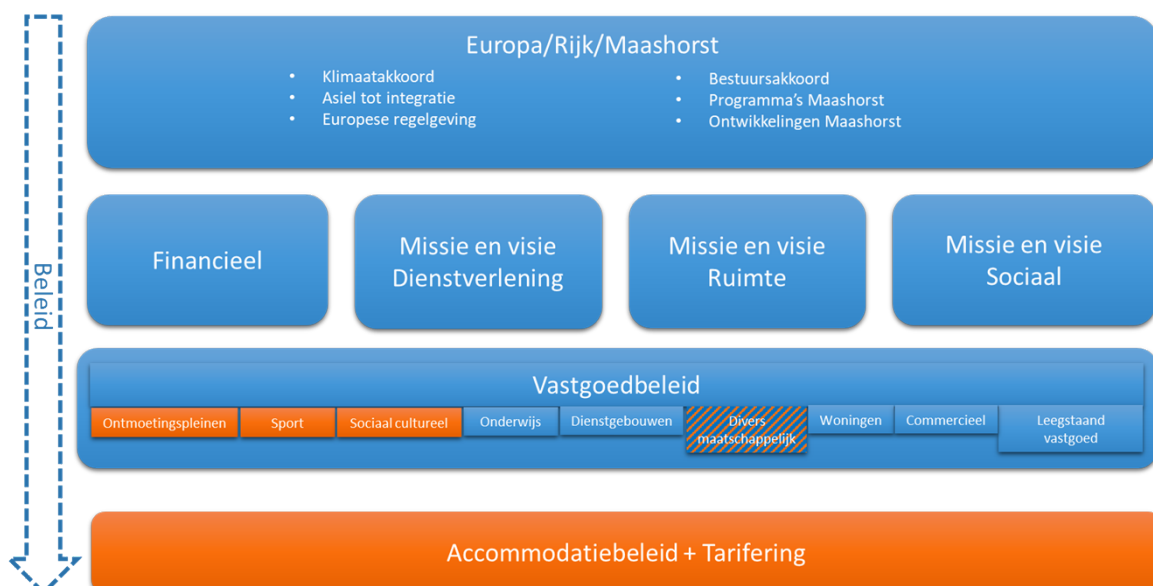 Beleid
Europa/Rijk/Maashorst
• Klimaatakkoord
• Asiel tot integratie
• Europese regelgeving
• Bestuursakkoord
• Programma's Maashorst
• Ontwikkelingen Maashorst
Financieel
Missie en visie
Dienstverlening
Missie en visie
Ruimte
Missie en visie
Sociaal
Vastgoedbeleid
Ontmoetingspleinen
Sport
Sociaal cultureel
Onderwijs
Dienstgebouwen
Divers
maatschappelijk
Woningen
Commercieel
Leegstaand
vastgoed
Accommodatiebeleid + Tarifering